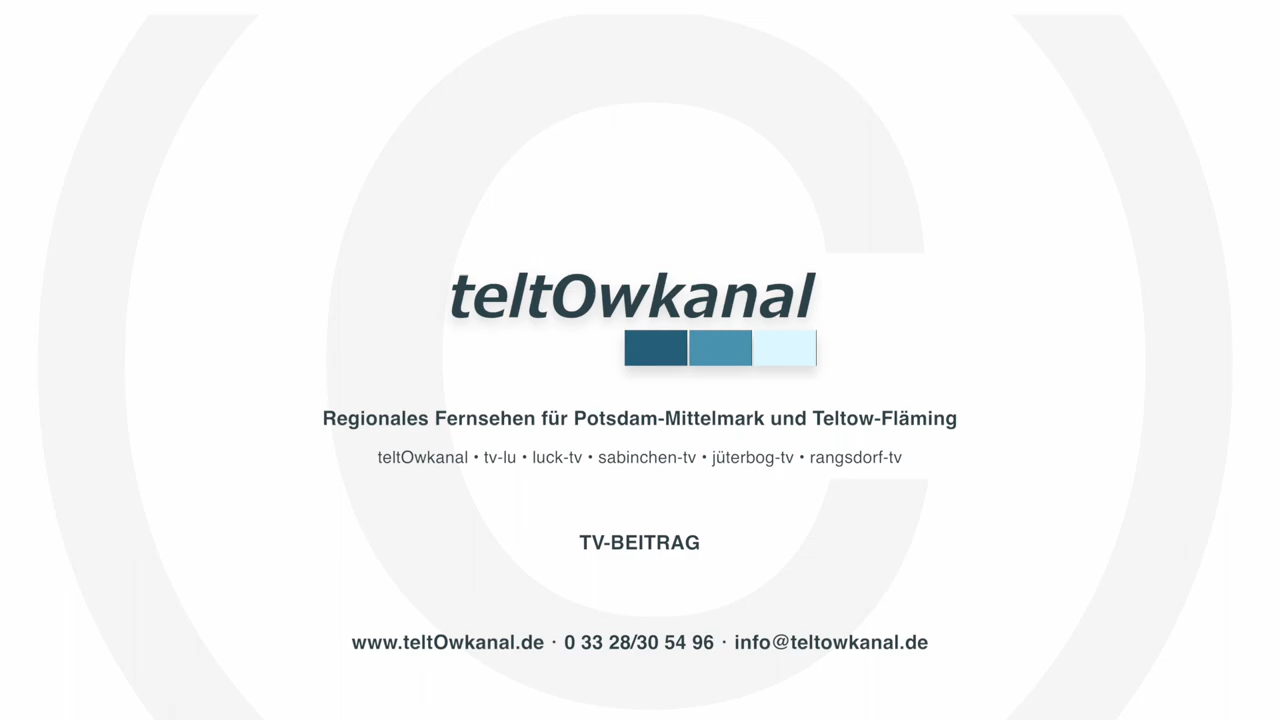 teltOwkanal
Regionales Fernsehen für Potsdam-Mittelmark und Teltow-Fläming
teltOwkanal • tv-lu • luck-tv • sabinchen-tv • jüterbog-tv • rangsdorf-tv
TV-BEITRAG
www.teltOwkanal.de · 0 33 28/30 54 96 · info@teltowkanal.de